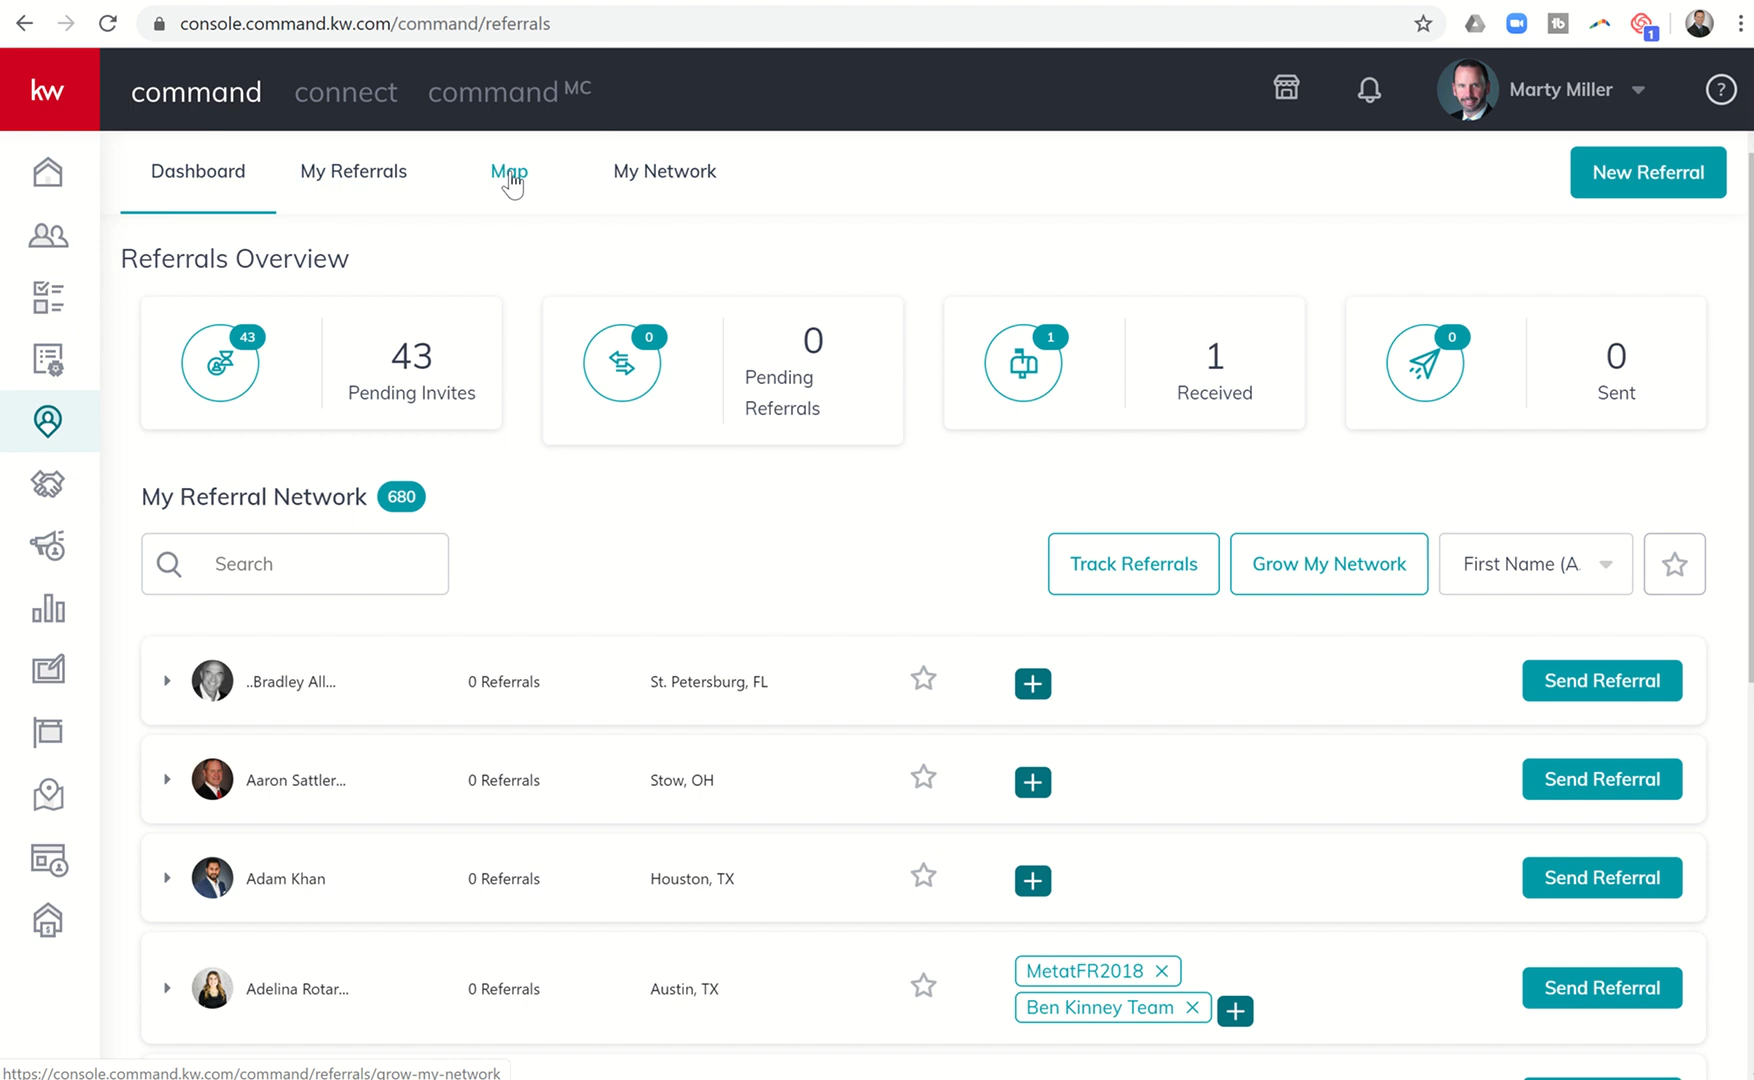 console.command.kw.com/command/referrals
1
kw
command connect command MC
Marty Miller
?
Dashboard My Referrals Map My Network
New Referral
Referrals Overview
43
43
Pending Invites
0
0
Pending
Referrals
1
1
Received
0
0
Sent
My Referral Network 680
Search
Track Referrals Grow My Network First Name (A.
..Bradley All... 0 Referrals St. Petersburg, FL Send Referral
Aaron Sattler... 0 Referrals Stow, OH Send Referral
Adam Khan 0 Referrals Houston, TX Send Referral
MetatFR2018 ×
Adelina Rotar... 0 Referrals Austin, TX Send Referral
Ben Kinney Team ×
https://console.command.kw.com/command/referrals/grow-my-network